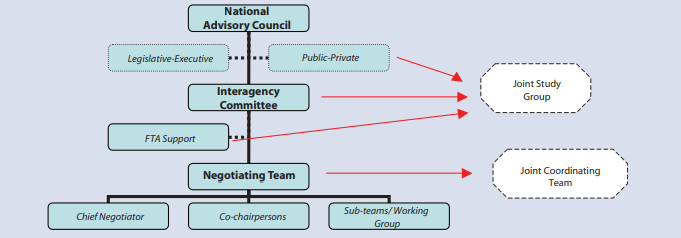 National
Advisory Council
Legislative-Executive
Public-Private
Interagency
Committee
Joint Study
Group
FTA Support
Negotiating Team
Joint Coordinating
Team
Chief Negotiator
Co-chairpersons
Sub-teams/ Working
Group